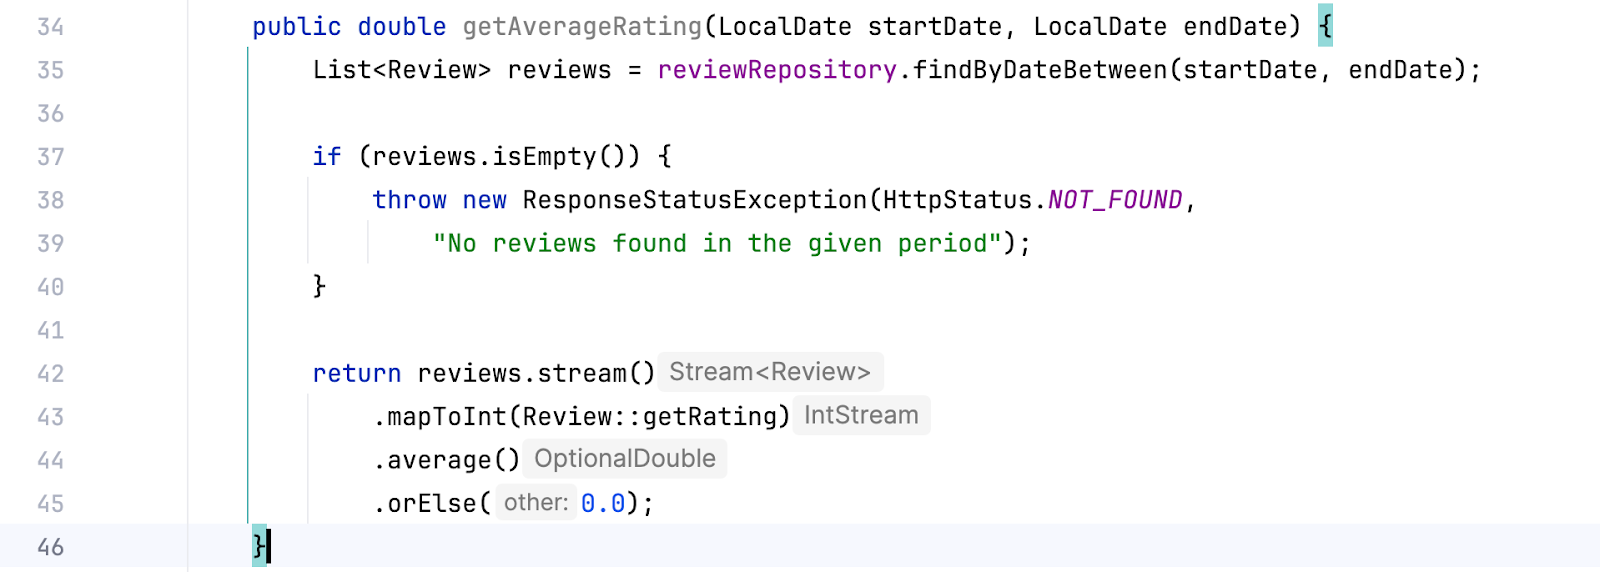 34 public double getAverageRating(LocalDate startDate, LocalDate endDate) {
35 List<Review> reviews = reviewRepository.findByDateBetween(startDate, endDate);
36
37 if (reviews.isEmpty()) {
38 throw new ResponseStatusException(HttpStatus.NOT_FOUND,
39 "No reviews found in the given period");
40 }
41
42 return reviews.stream() Stream<Review>
43 .mapToInt(Review::getRating) IntStream
44 .average() OptionalDouble
45 .orElse( other: 0.0);
46 }